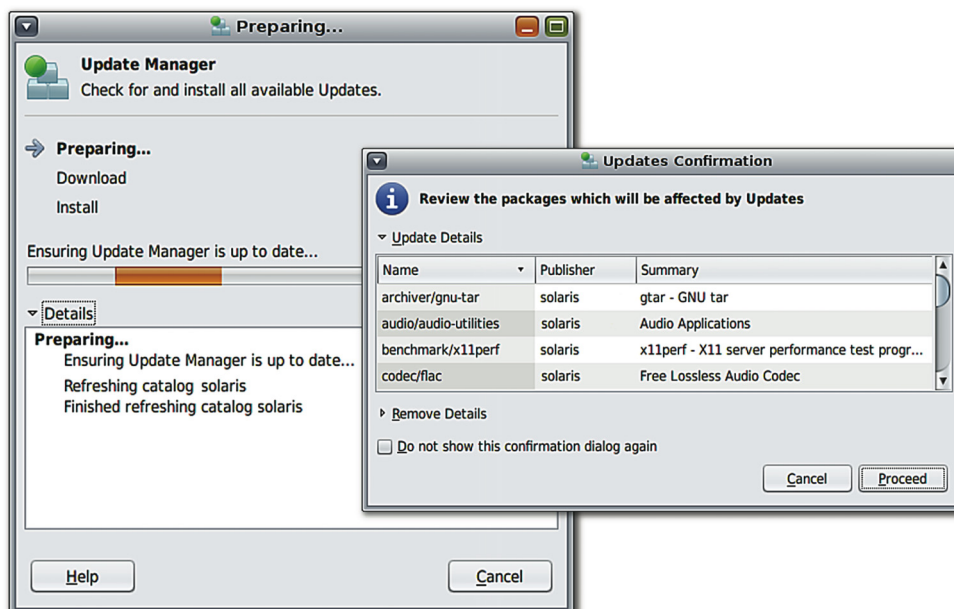 Preparing...
Update Manager
Check for and install all available Updates.
Preparing...
Download
Install
Ensuring Update Manager is up to date...
Details
Preparing...
Ensuring Update Manager is up to date...
Refreshing catalog solaris
Finished refreshing catalog solaris
Help
Cancel
Updates Confirmation
Review the packages which will be affected by Updates
Update Details
Name Publisher Summary
archiver/gnu-tar solaris gtar - GNU tar
audio/audio-utilities solaris Audio Applications
benchmark/x11perf solaris x11perf - X11 server performance test progr...
codec/flac solaris Free Lossless Audio Codec
Remove Details
Do not show this confirmation dialog again
Cancel Proceed